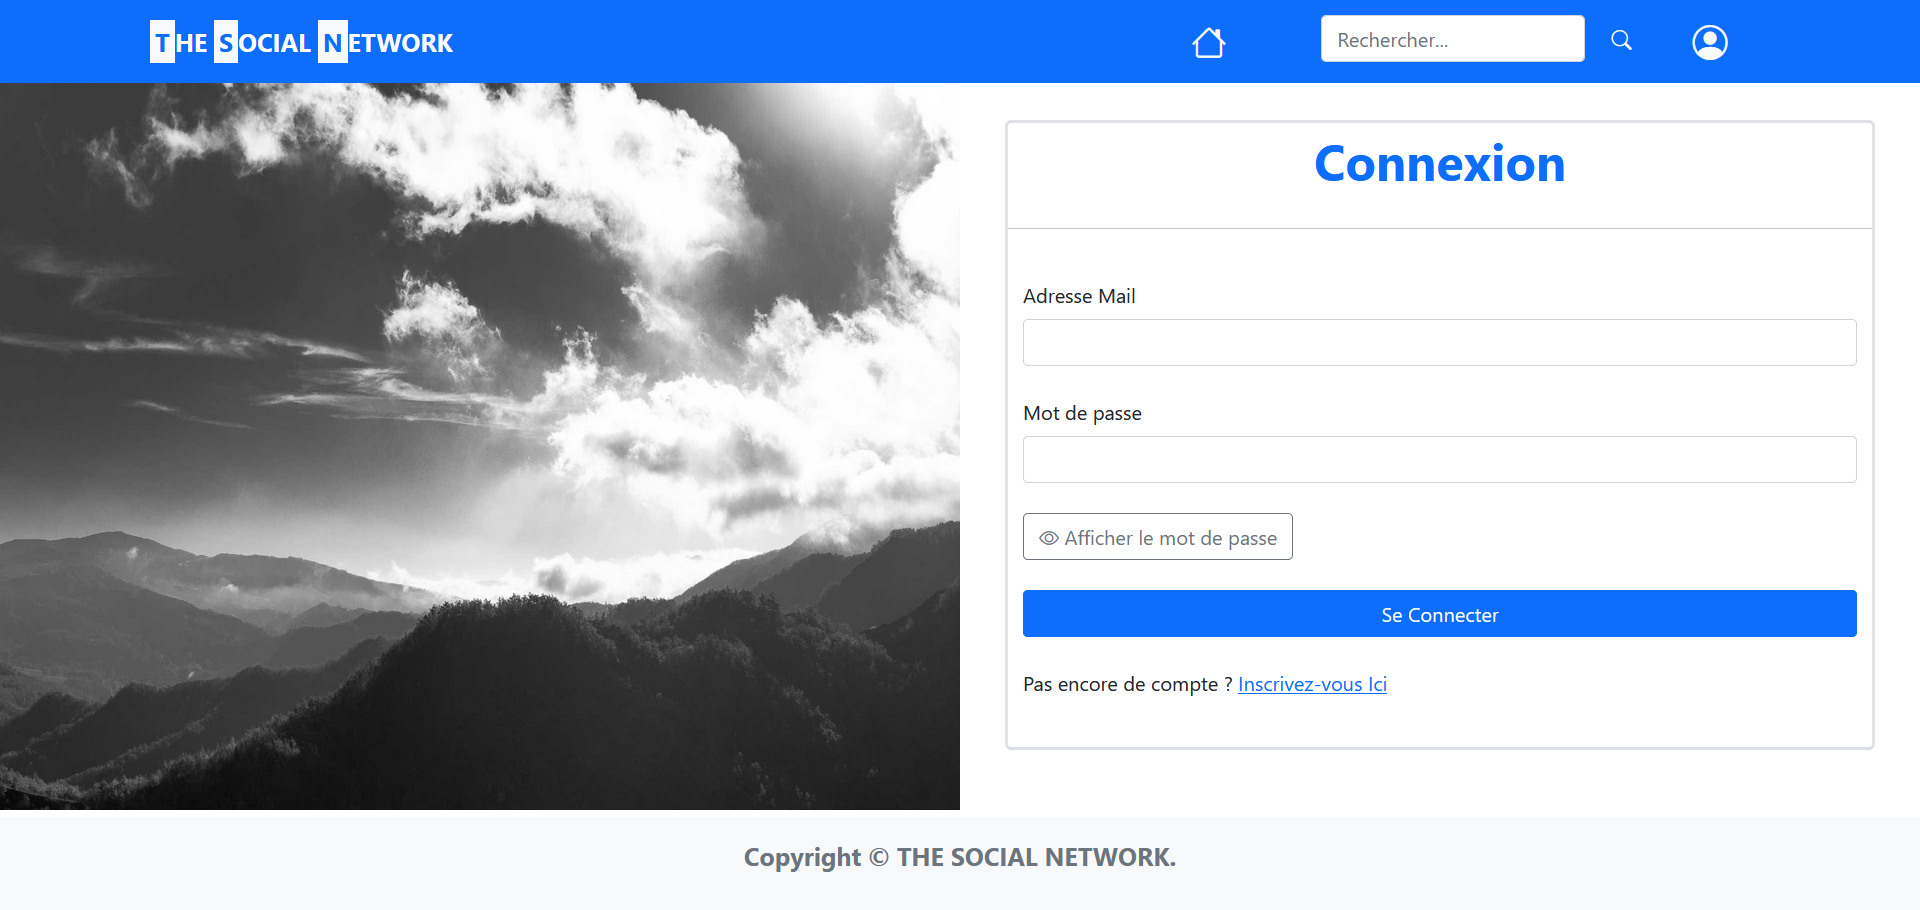 THE SOCIAL NETWORK
Rechercher...
Connexion
Adresse Mail
Mot de passe
Afficher le mot de passe
Se Connecter
Pas encore de compte ? Inscrivez-vous Ici
Copyright © THE SOCIAL NETWORK.